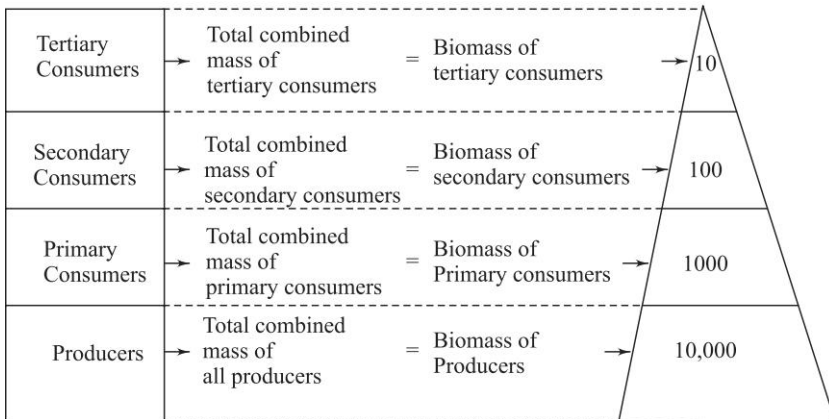 Tertiary
Consumers
Total combined
mass of
tertiary consumers
=
Biomass of
tertiary consumers
10
Secondary
Consumers
Total combined
mass of
secondary consumers
=
Biomass of
secondary consumers
100
Primary
Consumers
Total combined
mass of
primary consumers
=
Biomass of
Primary consumers
1000
Producers
Total combined
mass of
all producers
=
Biomass of
Producers
10,000